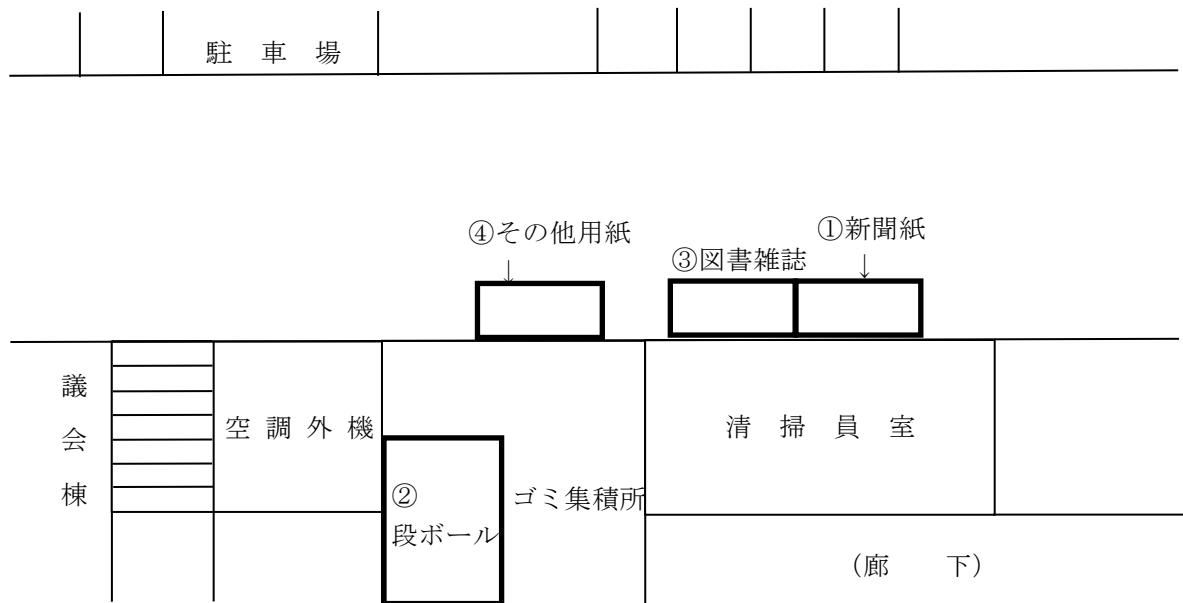 駐車場
④その他用紙
↓
①新聞紙
↓
③図書雑誌
議会棟
空調外機
清掃員室
②
段ボール
ゴミ集積所
(廊下)